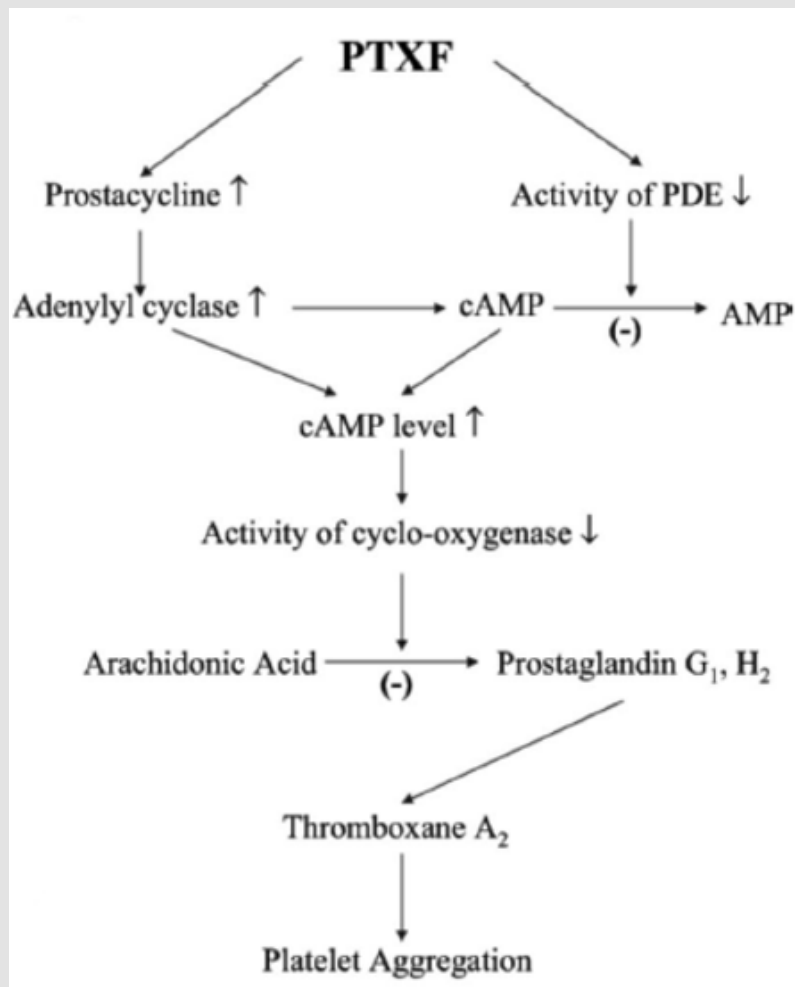 PTXF
Prostacycline ↑
Activity of PDE ↓
Adenylyl cyclase ↑
cAMP
(-)
AMP
cAMP level ↑
Activity of cyclo-oxygenase ↓
Arachidonic Acid
(-)
Prostaglandin G₁, H₂
Thromboxane A₂
Platelet Aggregation